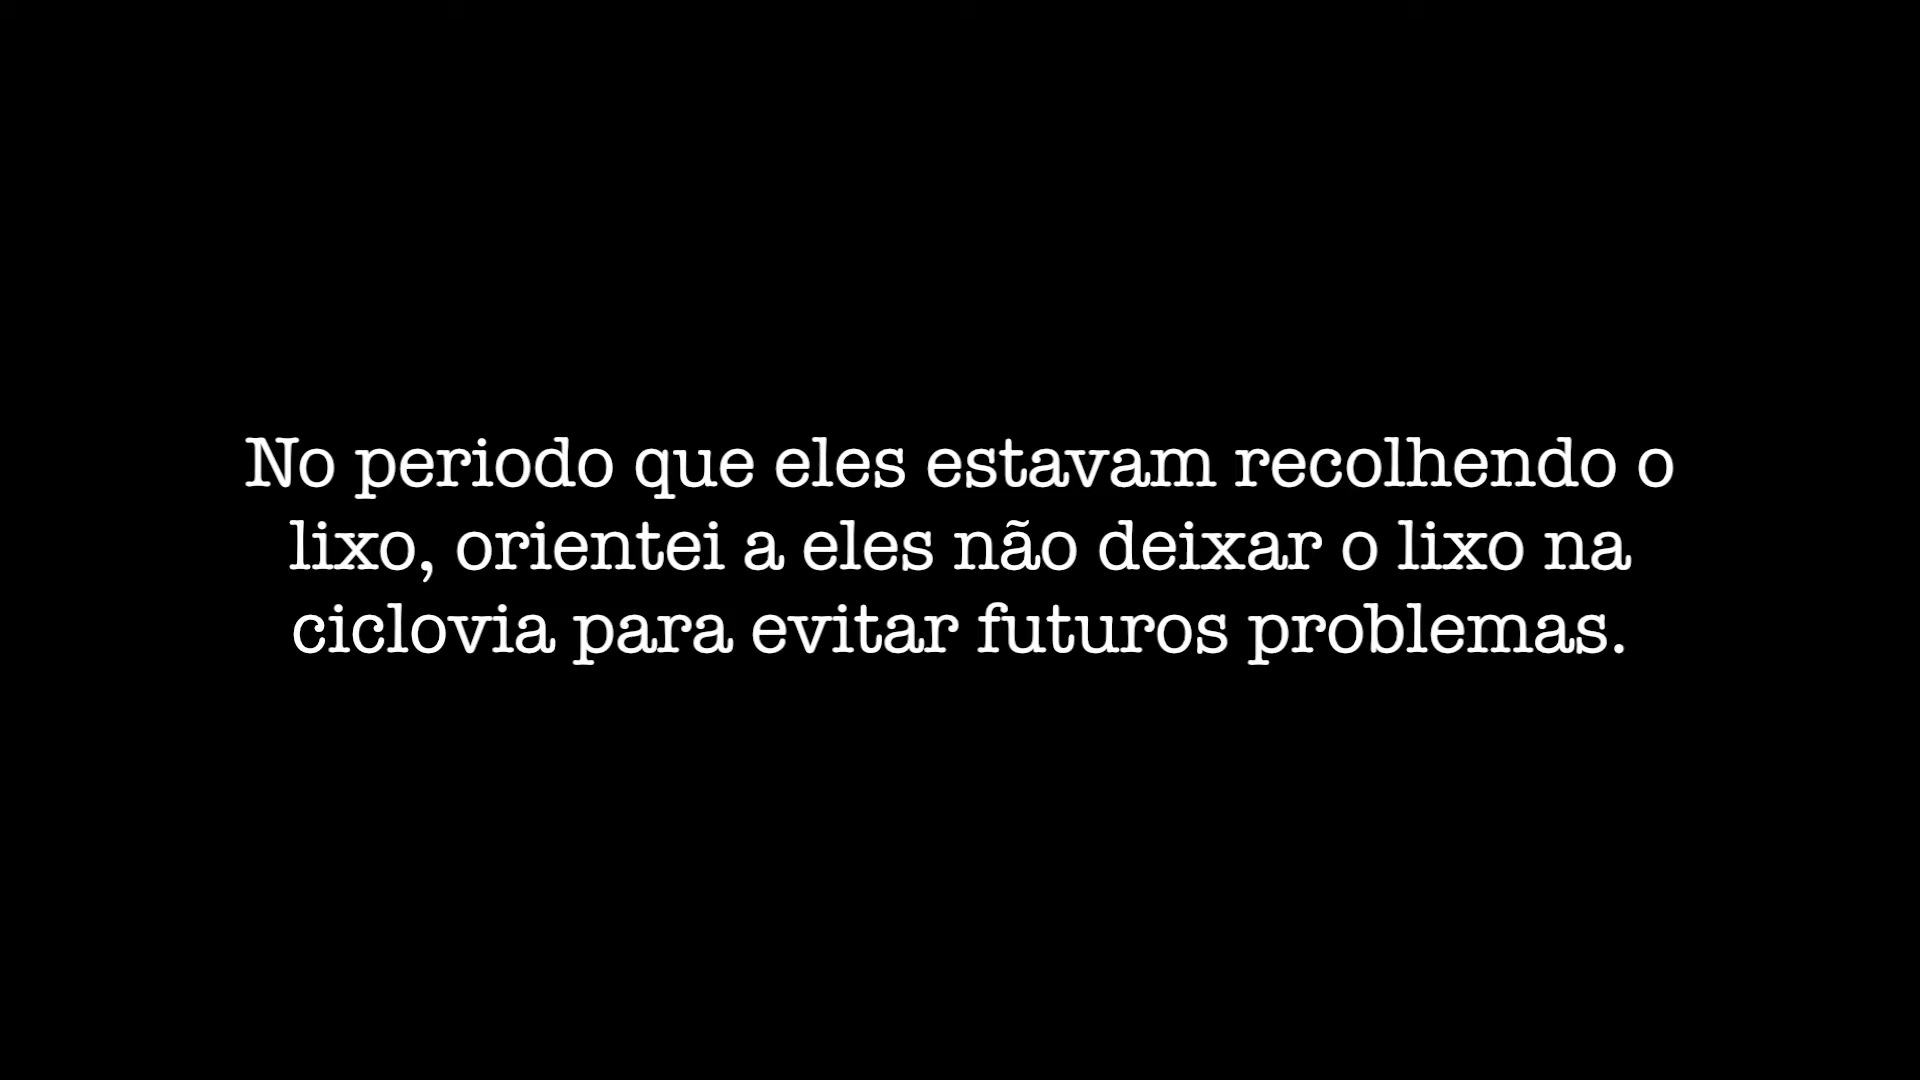 No periodo que eles estavam recolhendo o
lixo, orientei a eles não deixar o lixo na
ciclovia para evitar futuros problemas.